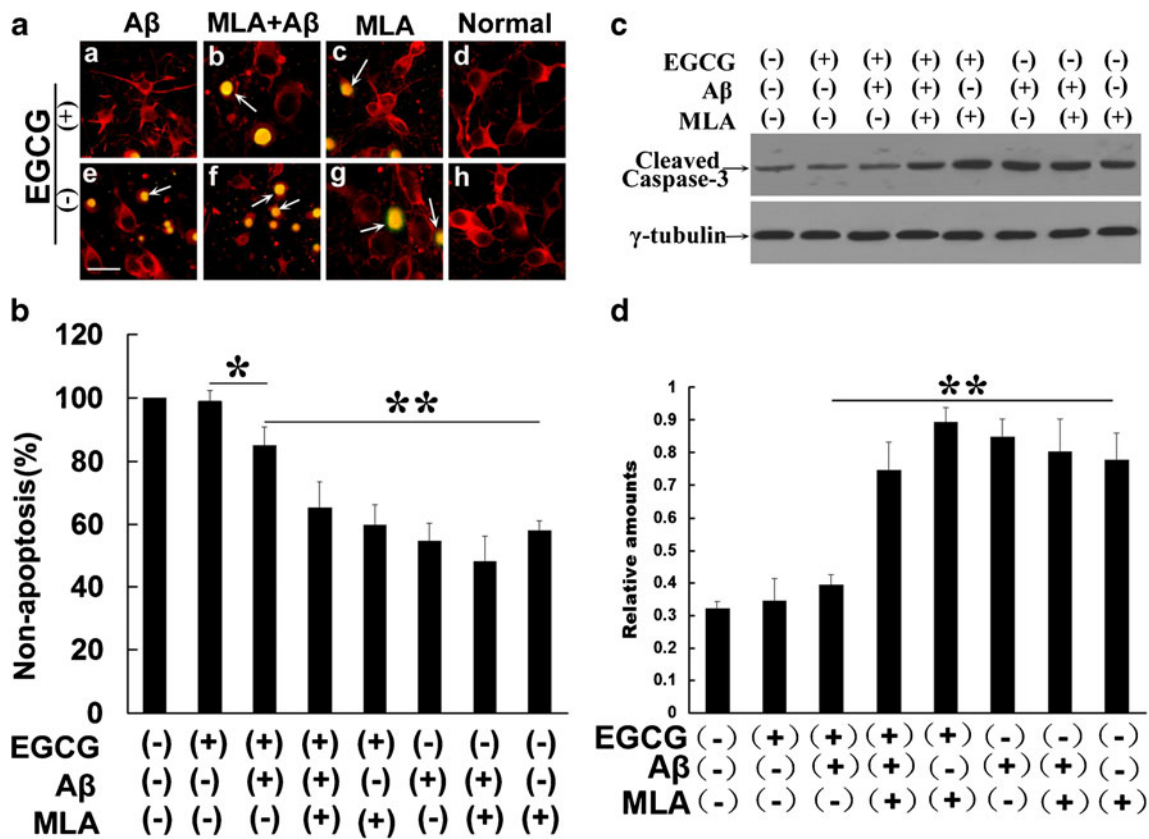 a
Aβ MLA+Aβ MLA Normal
EGCG
(+)
(-)
a b c d
e f g h
b
120
100
80
60
40
20
0
Non-apoptosis(%)
*
**
EGCG (-) (+) (+) (+) (+) (-) (-) (-)
Aβ (-) (-) (+) (+) (-) (+) (+) (-)
MLA (-) (-) (-) (+) (+) (-) (+) (+)
c
EGCG (-) (+) (+) (+) (+) (-) (-) (-)
Aβ (-) (-) (+) (+) (-) (+) (+) (-)
MLA (-) (-) (-) (+) (+) (-) (+) (+)
Cleaved
Caspase-3
γ-tubulin
d
1
0.9
0.8
0.7
0.6
0.5
0.4
0.3
0.2
0.1
0
Relative amounts
**
EGCG (-) (+) (+) (+) (+) (-) (-) (-)
Aβ (-) (-) (+) (+) (-) (+) (+) (-)
MLA (-) (-) (-) (+) (+) (-) (+) (+)